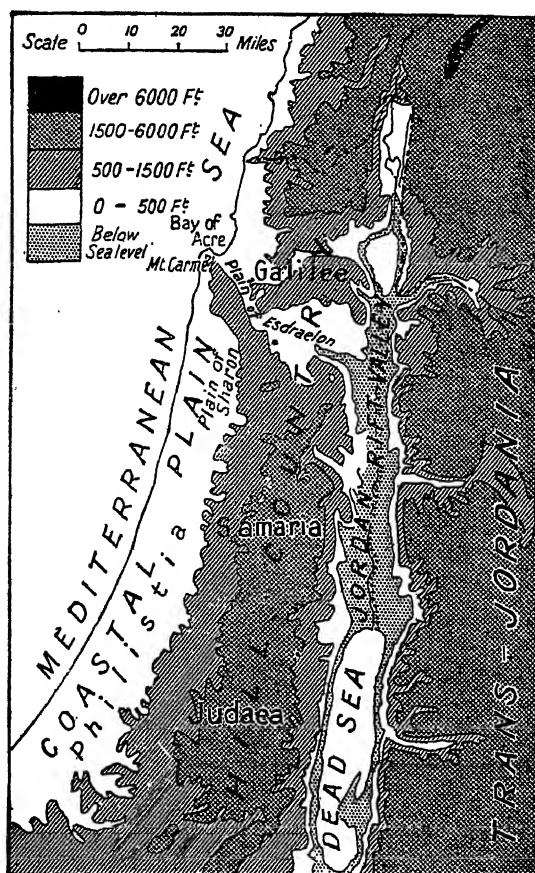 Scale 0 10 20 30 Miles
Over 6000 Ft
1500-6000 Ft
500-1500 Ft
0 - 500 Ft
Below
Sea level
MEDITERRANEAN SEA
Bay of
Acre
Mt. Carmel
Plain of Esdraelon
Galilee
COASTAL PLAIN
Plain of
Sharon
Philistia
HILL COUNTRY
Samaria
Judaea
JORDAN RIFT VALLEY
DEAD SEA
TRANS-JORDANIA